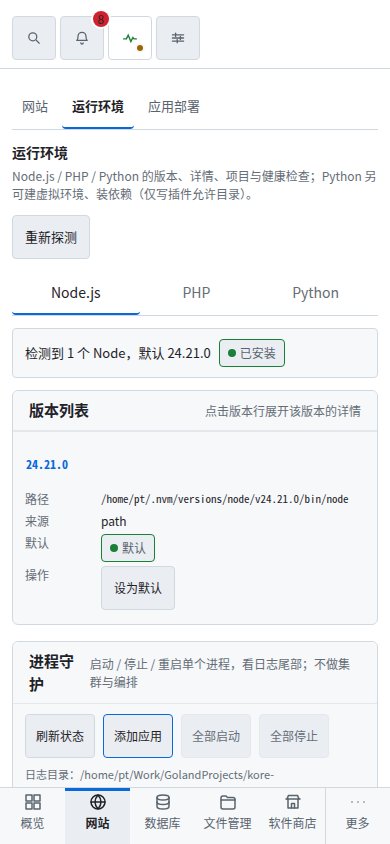 8
网站 运行环境 应用部署
运行环境
Node.js / PHP / Python 的版本、详情、项目与健康检查；Python 另
可建虚拟环境、装依赖（仅写插件允许目录）。
重新探测
Node.js PHP Python
检测到 1 个 Node，默认 24.21.0 已安装
版本列表 点击版本行展开该版本的详情
24.21.0
路径 /home/pt/.nvm/versions/node/v24.21.0/bin/node
来源 path
默认 默认
操作 设为默认
进程守
护
启动 / 停止 / 重启单个进程，看日志尾部；不做集
群与编排
刷新状态 添加应用 全部启动 全部停止
日志目录：/home/pt/Work/GolandProjects/kore-
概览 网站 数据库 文件管理 软件商店 更多